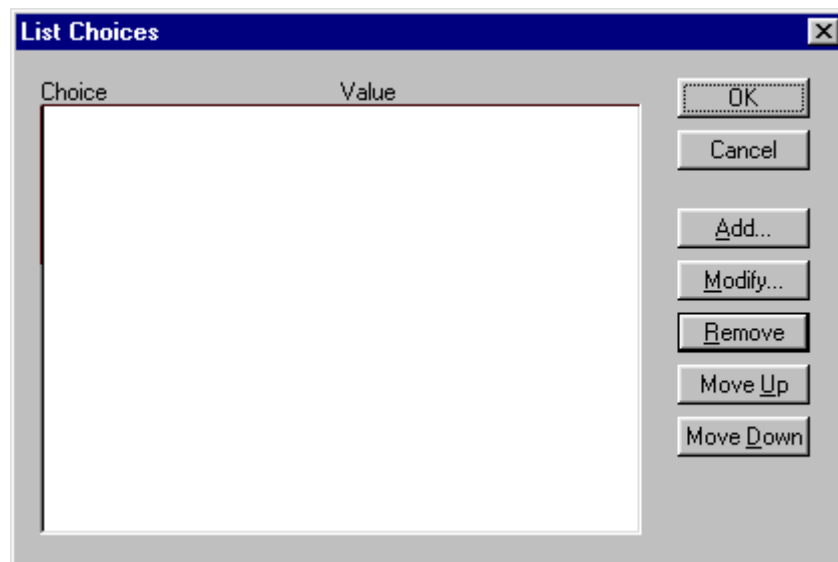 List Choices
Choice Value
OK
Cancel
Add...
Modify...
Remove
Move Up
Move Down